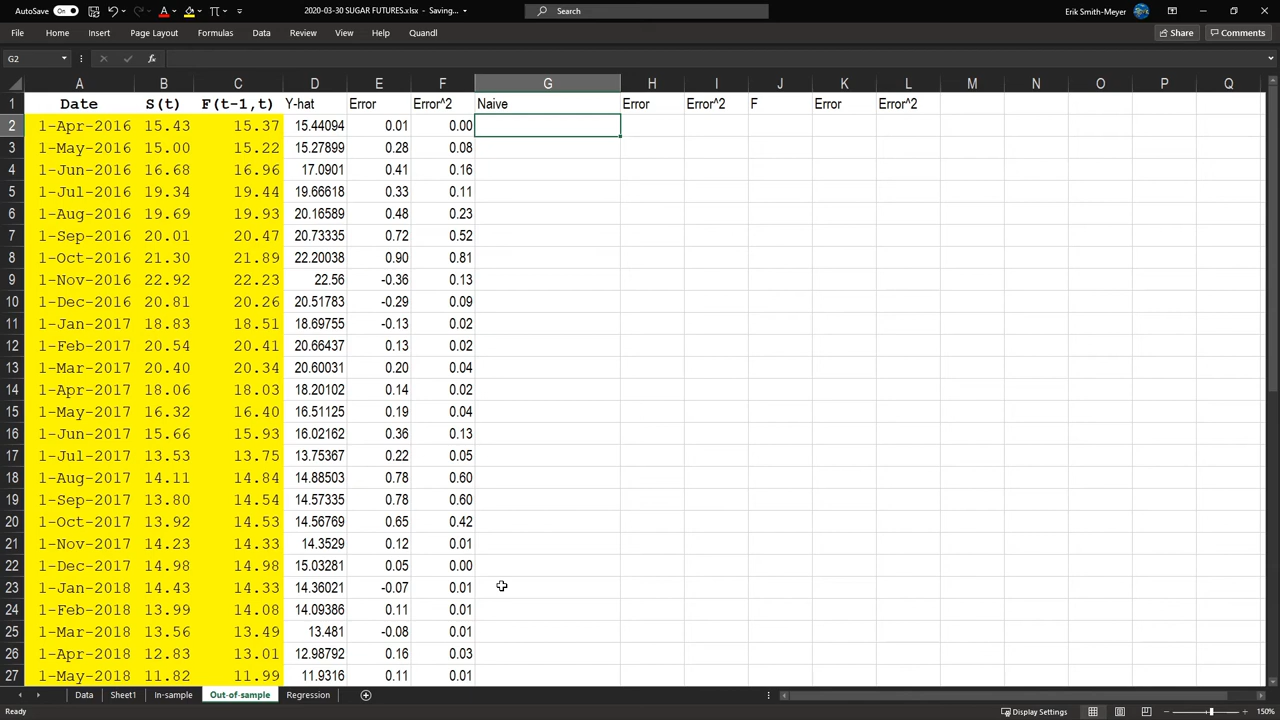 AutoSave On 2020-03-30 SUGAR FUTURES.xlsx - Saving... Search Erik Smith-Meyer
File Home Insert Page Layout Formulas Data Review View Help Quandl Share Comments
G2 fx
A B C D E F G H I J K L M N O P Q
1 Date S(t) F(t-1,t) Y-hat Error Error^2 Naive Error Error^2 F Error Error^2
2 1-Apr-2016 15.43 15.37 15.44094 0.01 0.00
3 1-May-2016 15.00 15.22 15.27899 0.28 0.08
4 1-Jun-2016 16.68 16.96 17.0901 0.41 0.16
5 1-Jul-2016 19.34 19.44 19.66618 0.33 0.11
6 1-Aug-2016 19.69 19.93 20.16589 0.48 0.23
7 1-Sep-2016 20.01 20.47 20.73335 0.72 0.52
8 1-Oct-2016 21.30 21.89 22.20038 0.90 0.81
9 1-Nov-2016 22.92 22.23 22.56 -0.36 0.13
10 1-Dec-2016 20.81 20.26 20.51783 -0.29 0.09
11 1-Jan-2017 18.83 18.51 18.69755 -0.13 0.02
12 1-Feb-2017 20.54 20.41 20.66437 0.13 0.02
13 1-Mar-2017 20.40 20.34 20.60031 0.20 0.04
14 1-Apr-2017 18.06 18.03 18.20102 0.14 0.02
15 1-May-2017 16.32 16.40 16.51125 0.19 0.04
16 1-Jun-2017 15.66 15.93 16.02162 0.36 0.13
17 1-Jul-2017 13.53 13.75 13.75367 0.22 0.05
18 1-Aug-2017 14.11 14.84 14.88503 0.78 0.60
19 1-Sep-2017 13.80 14.54 14.57335 0.78 0.60
20 1-Oct-2017 13.92 14.53 14.56769 0.65 0.42
21 1-Nov-2017 14.23 14.33 14.3529 0.12 0.01
22 1-Dec-2017 14.98 14.98 15.03281 0.05 0.00
23 1-Jan-2018 14.43 14.33 14.36021 -0.07 0.01
24 1-Feb-2018 13.99 14.08 14.09386 0.11 0.01
25 1-Mar-2018 13.56 13.49 13.481 -0.08 0.01
26 1-Apr-2018 12.83 13.01 12.98792 0.16 0.03
27 1-May-2018 11.82 11.99 11.9316 0.11 0.01
Data Sheet1 In-sample Out-of-sample Regression
Ready Display Settings 150%